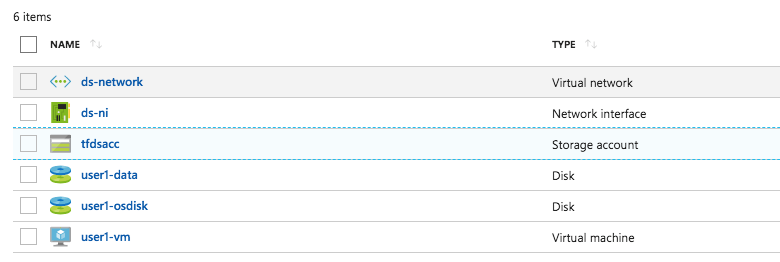 6 items
NAME TYPE
ds-network Virtual network
ds-ni Network interface
tfdsacc Storage account
user1-data Disk
user1-osdisk Disk
user1-vm Virtual machine